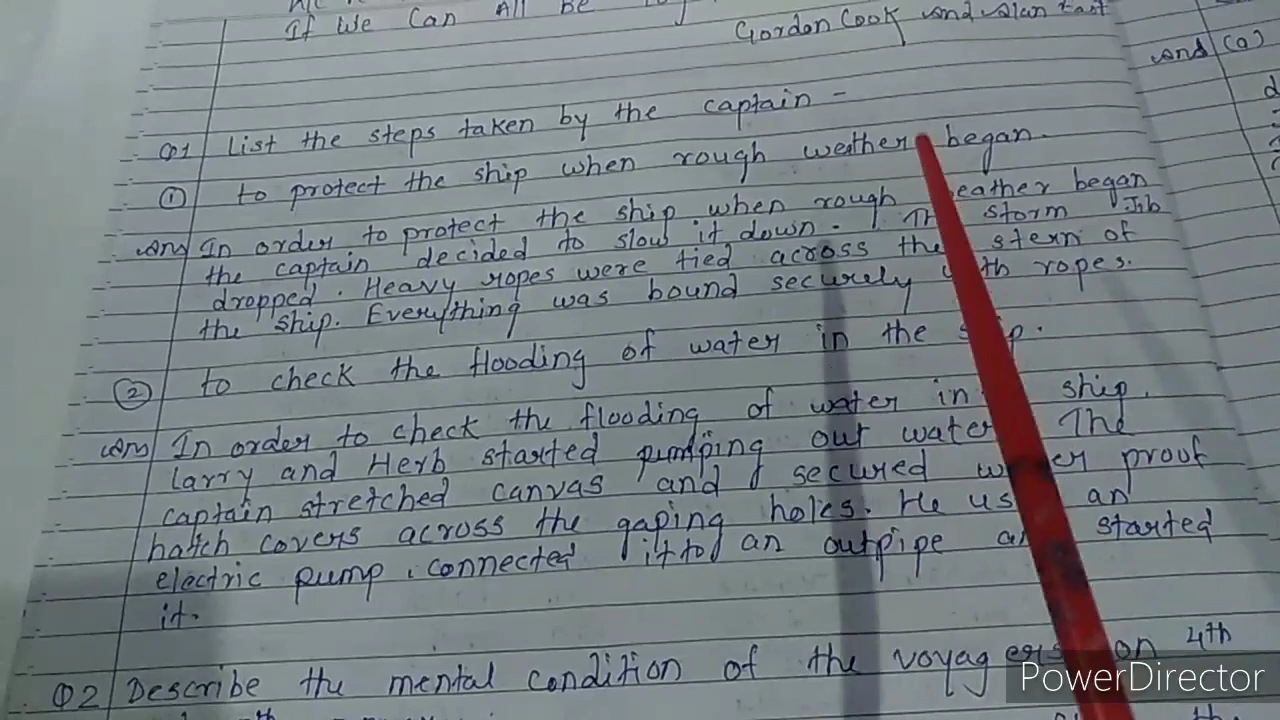 If We Can All Be
Gordon Cook and Alan East
and (a)
Q1 List the steps taken by the captain -
① to protect the ship when rough weather began.
Ans In order to protect the ship when rough eather began
the captain decided to slow it down. Th storm Jib
dropped. Heavy ropes were tied across the stern of
the ship. Everything was bound securely with ropes.
② to check the flooding of water in the ship.
Ans In order to check the flooding of water in ship.
Larry and Herb started pumping out water The
captain stretched canvas and secured water proof
hatch covers across the gaping holes. He us an
electric pump, connected it to an outpipe an started
it.
Q2 Describe the mental condition of the voyagers on 4th
PowerDirector